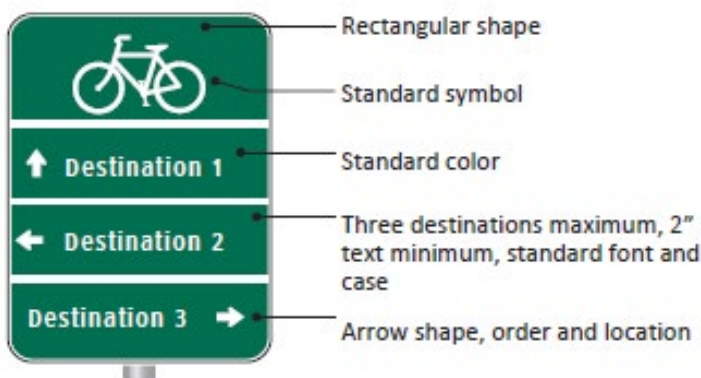 Rectangular shape
Standard symbol
Destination 1
Standard color
Destination 2
Three destinations maximum, 2”
text minimum, standard font and
case
Destination 3
Arrow shape, order and location